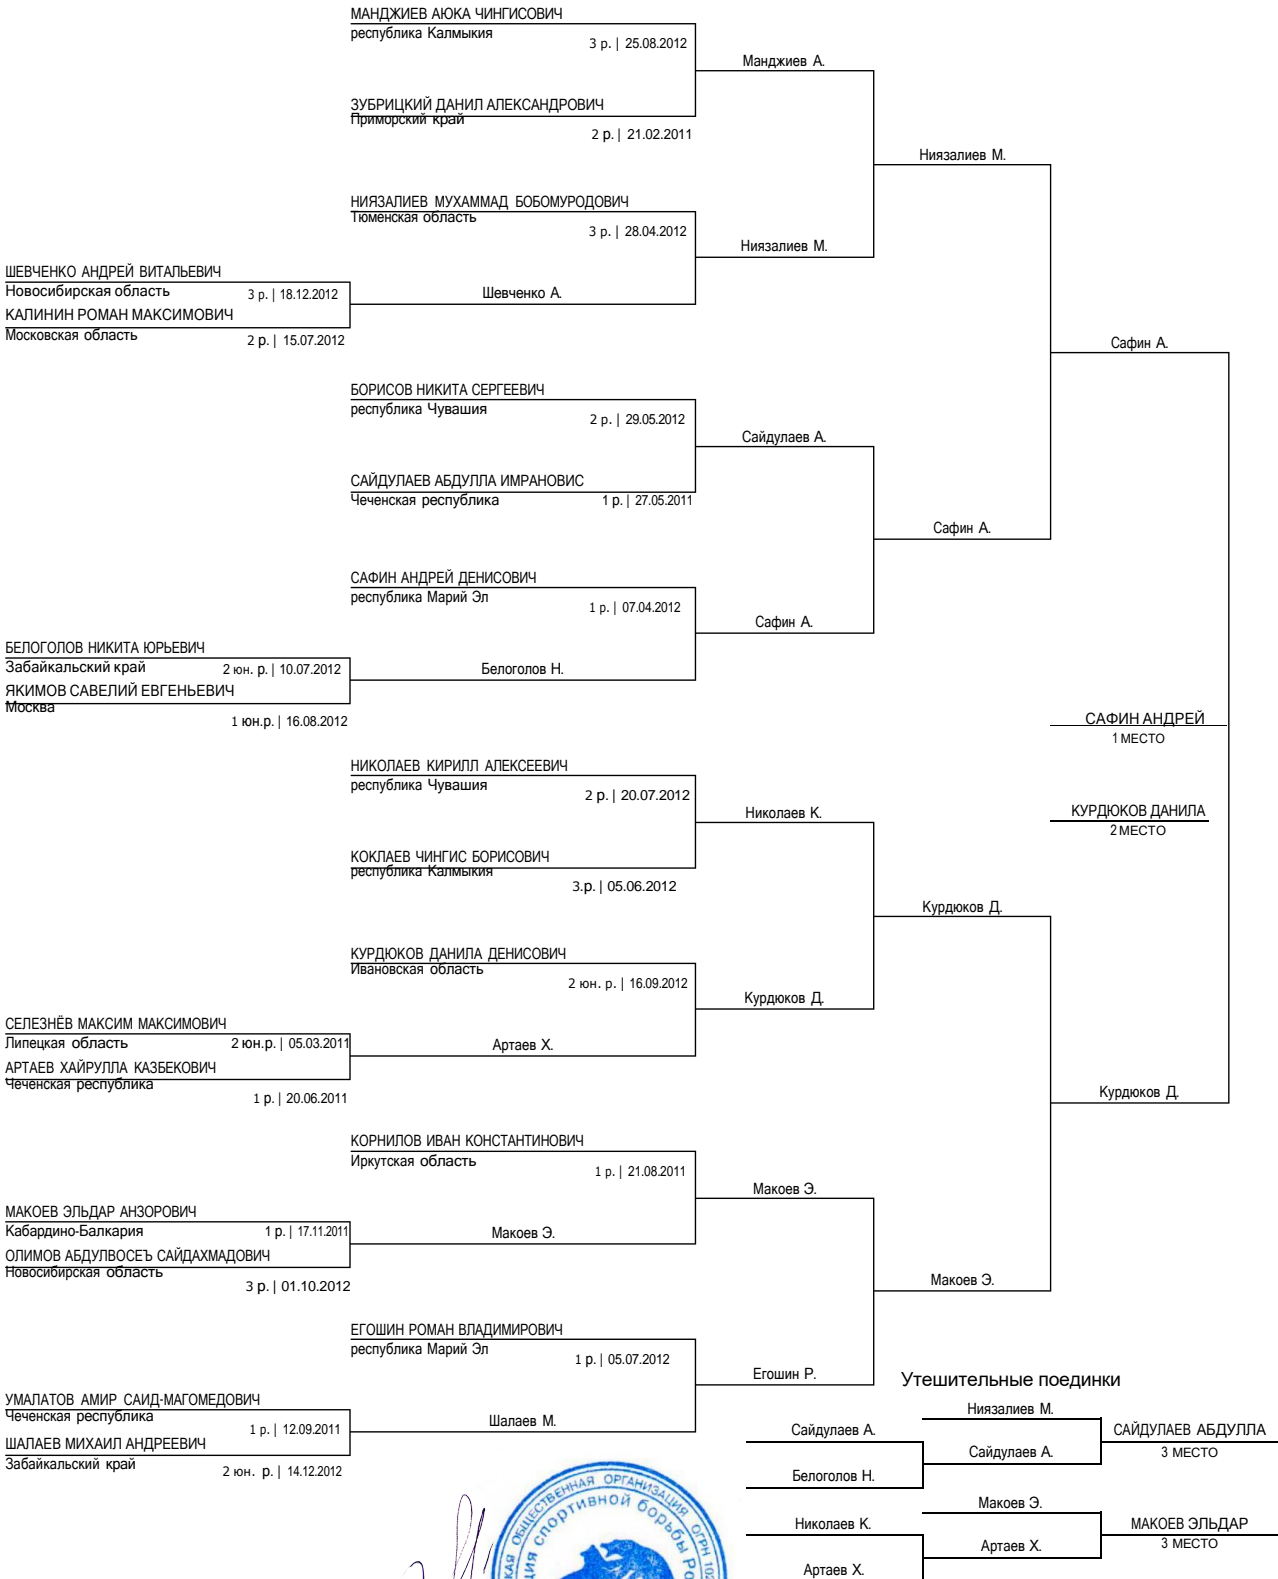 МАНДЖИЕВ АЮКА ЧИНГИСОВИЧ
республика Калмыкия
3 р. | 25.08.2012
Манджиев А.
ЗУБРИЦКИЙ ДАНИЛ АЛЕКСАНДРОВИЧ
Приморский край
2 р. | 21.02.2011
Ниязалиев М.
НИЯЗАЛИЕВ МУХАММАД БОБОМУРОДОВИЧ
Тюменская область
3 р. | 28.04.2012
Ниязалиев М.
ШЕВЧЕНКО АНДРЕЙ ВИТАЛЬЕВИЧ
Новосибирская область
3 р. | 18.12.2012
Шевченко А.
КАЛИНИН РОМАН МАКСИМОВИЧ
Московская область
2 р. | 15.07.2012
Сафин А.
БОРИСОВ НИКИТА СЕРГЕЕВИЧ
республика Чувашия
2 р. | 29.05.2012
Сайдулаев А.
САЙДУЛАЕВ АБДУЛЛА ИМРАНОВИС
Чеченская республика
1 р. | 27.05.2011
Сафин А.
САФИН АНДРЕЙ ДЕНИСОВИЧ
республика Марий Эл
1 р. | 07.04.2012
Сафин А.
БЕЛОГОЛОВ НИКИТА ЮРЬЕВИЧ
Забайкальский край
2 юн. р. | 10.07.2012
Белоголов Н.
ЯКИМОВ САВЕЛИЙ ЕВГЕНЬЕВИЧ
Москва
1 юн.р. | 16.08.2012
САФИН АНДРЕЙ
1 МЕСТО
НИКОЛАЕВ КИРИЛЛ АЛЕКСЕЕВИЧ
республика Чувашия
2 р. | 20.07.2012
Николаев К.
КУРДЮКОВ ДАНИЛА
2 МЕСТО
КОКЛАЕВ ЧИНГИС БОРИСОВИЧ
республика Калмыкия
3.р. | 05.06.2012
Курдюков Д.
КУРДЮКОВ ДАНИЛА ДЕНИСОВИЧ
Ивановская область
2 юн. р. | 16.09.2012
Курдюков Д.
СЕЛЕЗНЁВ МАКСИМ МАКСИМОВИЧ
Липецкая область
2 юн.р. | 05.03.2011
Артаев Х.
АРТАЕВ ХАЙРУЛЛА КАЗБЕКОВИЧ
Чеченская республика
1 р. | 20.06.2011
Курдюков Д.
КОРНИЛОВ ИВАН КОНСТАНТИНОВИЧ
Иркутская область
1 р. | 21.08.2011
Макоев Э.
МАКОЕВ ЭЛЬДАР АНЗОРОВИЧ
Кабардино-Балкария
1 р. | 17.11.2011
Макоев Э.
ОЛИМОВ АБДУЛВОСЕЪ САЙДАХМАДОВИЧ
Новосибирская область
3 р. | 01.10.2012
Макоев Э.
ЕГОШИН РОМАН ВЛАДИМИРОВИЧ
республика Марий Эл
1 р. | 05.07.2012
Егошин Р.
УМАЛАТОВ АМИР САИД-МАГОМЕДОВИЧ
Чеченская республика
1 р. | 12.09.2011
Шалаев М.
ШАЛАЕВ МИХАИЛ АНДРЕЕВИЧ
Забайкальский край
2 юн. р. | 14.12.2012
Утешительные поединки
Ниязалиев М.
Сайдулаев А.
САЙДУЛАЕВ АБДУЛЛА
Сайдулаев А.
3 МЕСТО
Белоголов Н.
Макоев Э.
Николаев К.
МАКОЕВ ЭЛЬДАР
Артаев Х.
3 МЕСТО
Артаев Х.
ОБЩЕСТВЕННАЯ ОРГАНИЗАЦИЯ ОГРН
спортивной борьбы